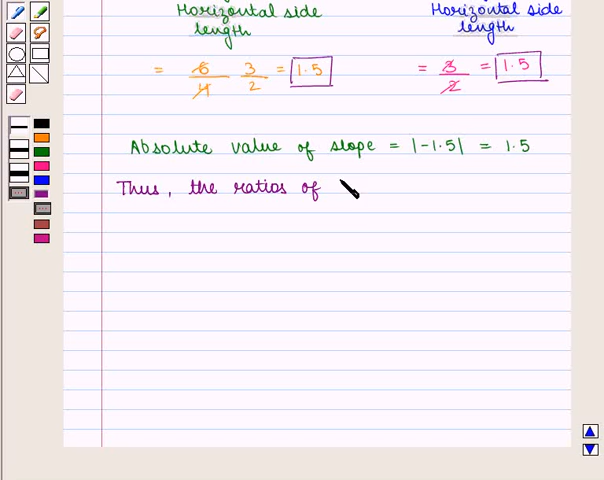 Horizontal side Horizontal side
length length
= 6/4 3/2 = 1.5 = 3/2 = 1.5
Absolute value of slope = |-1.5| = 1.5
Thus, the ratios of